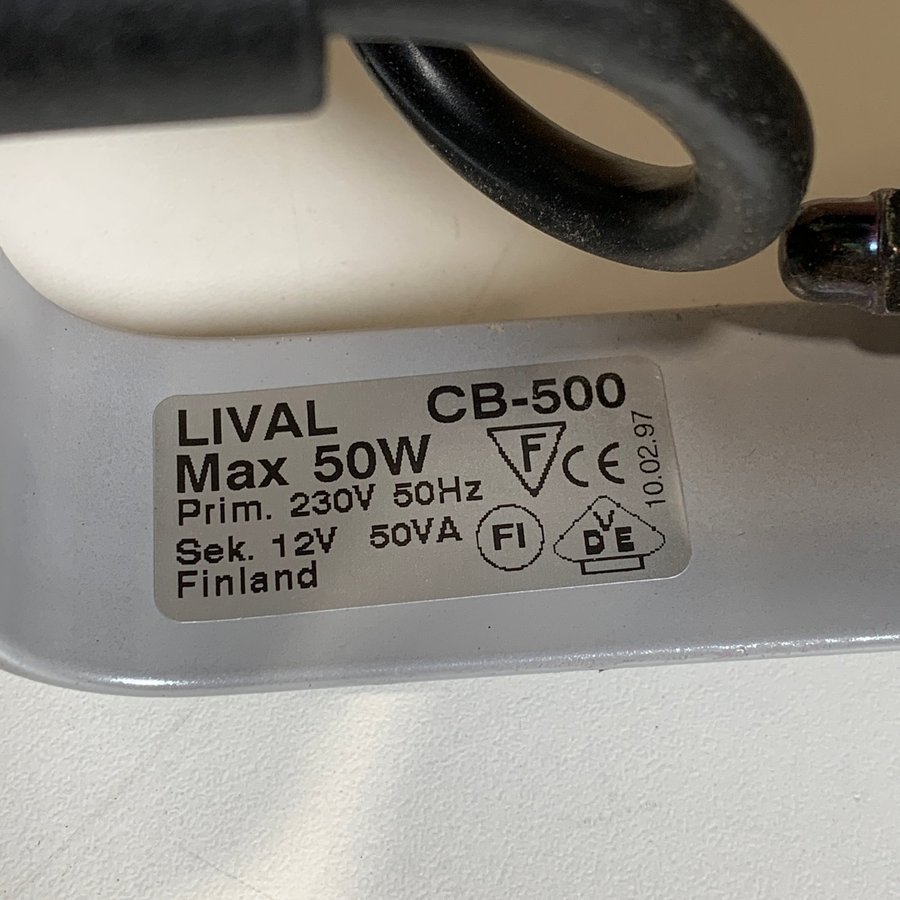 LIVAL CB-500
Max 50W F CE
Prim. 230V 50Hz
Sek. 12V 50VA FI VDE
Finland
10.02.97